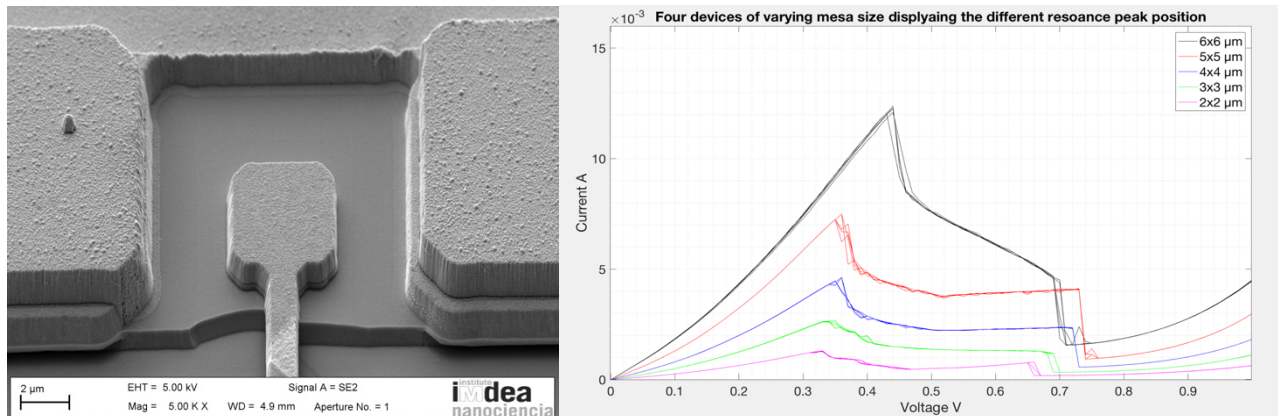 2 µm
EHT = 5.00 kV
Signal A = SE2
Mag = 5.00 K X
WD = 4.9 mm
Aperture No. = 1
instituto
iMdea
nanociencia
Four devices of varying mesa size displyaing the different resoance peak position
×10⁻³
15
10
5
0
Current A
6x6 µm
5x5 µm
4x4 µm
3x3 µm
2x2 µm
0 0.1 0.2 0.3 0.4 0.5 0.6 0.7 0.8 0.9
Voltage V